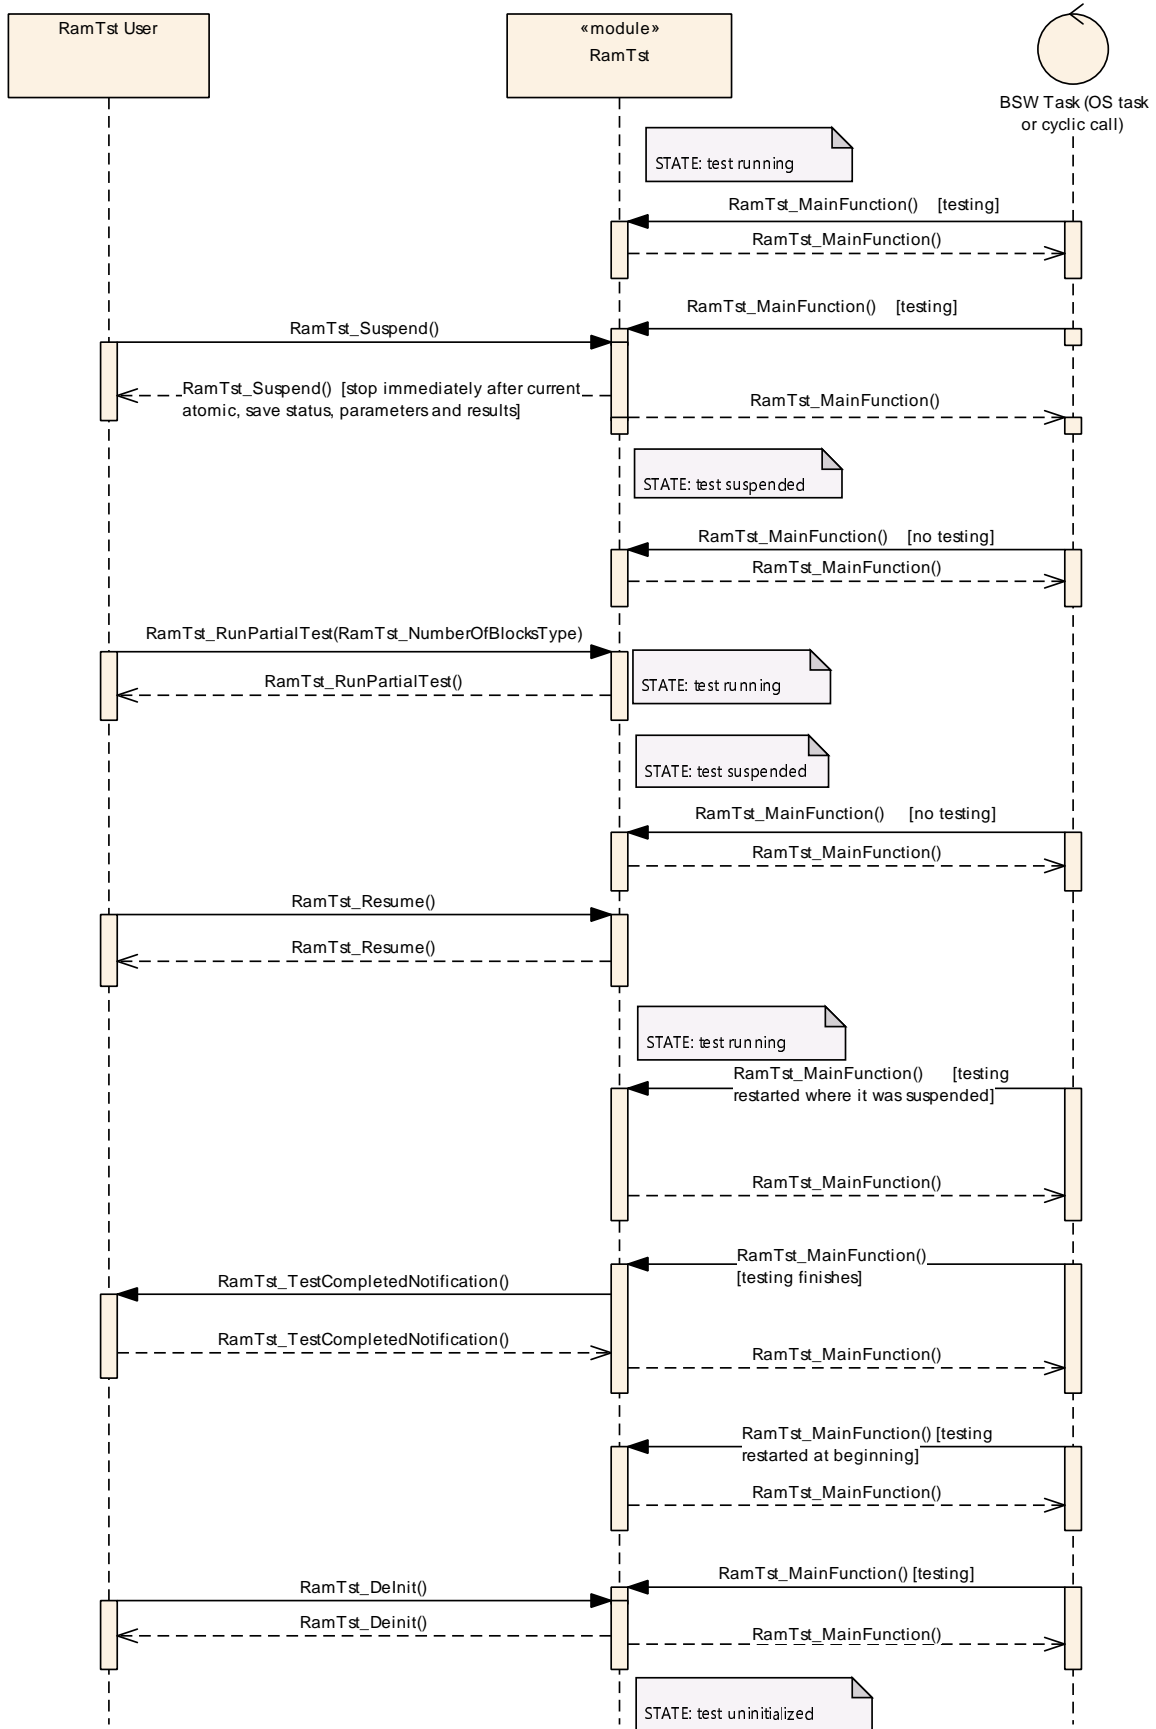 RamTst User
«module»
RamTst
BSW Task (OS task
or cyclic call)
STATE: test running
RamTst_MainFunction() [testing]
RamTst_MainFunction()
RamTst_MainFunction() [testing]
RamTst_Suspend()
RamTst_Suspend() [stop immediately after current
atomic, save status, parameters and results]
RamTst_MainFunction()
STATE: test suspended
RamTst_MainFunction() [no testing]
RamTst_MainFunction()
RamTst_RunPartialTest(RamTst_NumberOfBlocksType)
RamTst_RunPartialTest()
STATE: test running
STATE: test suspended
RamTst_MainFunction() [no testing]
RamTst_MainFunction()
RamTst_Resume()
RamTst_Resume()
STATE: test running
RamTst_MainFunction() [testing
restarted where it was suspended]
RamTst_MainFunction()
RamTst_MainFunction()
[testing finishes]
RamTst_TestCompletedNotification()
RamTst_TestCompletedNotification()
RamTst_MainFunction()
RamTst_MainFunction() [testing
restarted at beginning]
RamTst_MainFunction()
RamTst_MainFunction() [testing]
RamTst_DeInit()
RamTst_Deinit()
RamTst_MainFunction()
STATE: test uninitialized